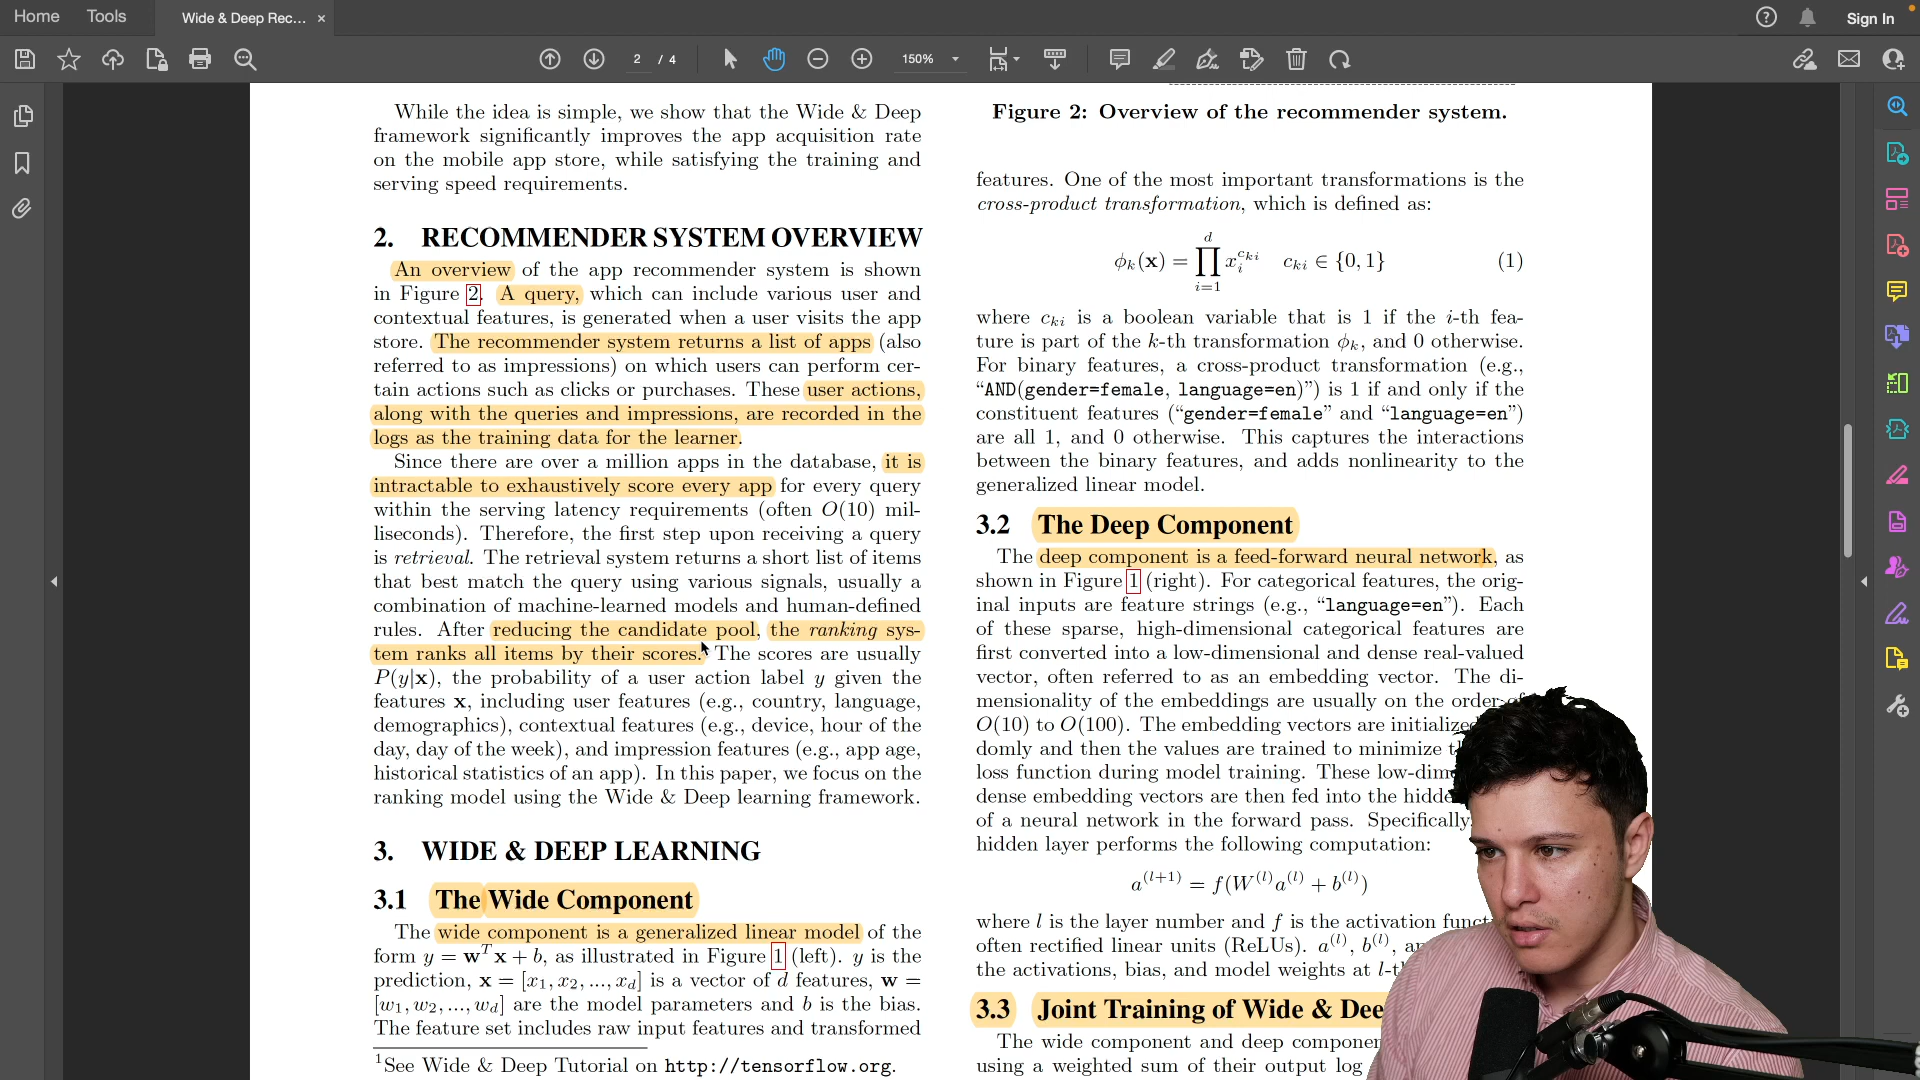 Home
Tools
Wide & Deep Rec...
Sign In
2 / 4
150%
While the idea is simple, we show that the Wide & Deep
framework significantly improves the app acquisition rate
on the mobile app store, while satisfying the training and
serving speed requirements.
2. RECOMMENDER SYSTEM OVERVIEW
An overview of the app recommender system is shown
in Figure 2. A query, which can include various user and
contextual features, is generated when a user visits the app
store. The recommender system returns a list of apps (also
referred to as impressions) on which users can perform cer-
tain actions such as clicks or purchases. These user actions,
along with the queries and impressions, are recorded in the
logs as the training data for the learner.
Since there are over a million apps in the database, it is
intractable to exhaustively score every app for every query
within the serving latency requirements (often O(10) mil-
liseconds). Therefore, the first step upon receiving a query
is retrieval. The retrieval system returns a short list of items
that best match the query using various signals, usually a
combination of machine-learned models and human-defined
rules. After reducing the candidate pool, the ranking sys-
tem ranks all items by their scores. The scores are usually
P(y|x), the probability of a user action label y given the
features x, including user features (e.g., country, language,
demographics), contextual features (e.g., device, hour of the
day, day of the week), and impression features (e.g., app age,
historical statistics of an app). In this paper, we focus on the
ranking model using the Wide & Deep learning framework.
3. WIDE & DEEP LEARNING
3.1 The Wide Component
The wide component is a generalized linear model of the
form y = wᵀx + b, as illustrated in Figure 1 (left). y is the
prediction, x = [x₁, x₂, ..., x_d] is a vector of d features, w =
[w₁, w₂, ..., w_d] are the model parameters and b is the bias.
The feature set includes raw input features and transformed
¹See Wide & Deep Tutorial on http://tensorflow.org.
Figure 2: Overview of the recommender system.
features. One of the most important transformations is the
cross-product transformation, which is defined as:
ϕ_k(x) = ∏_{i=1}^{d} x_i^{c_{ki}} c_{ki} ∈ {0, 1} (1)
where c_{ki} is a boolean variable that is 1 if the i-th fea-
ture is part of the k-th transformation ϕ_k, and 0 otherwise.
For binary features, a cross-product transformation (e.g.,
“AND(gender=female, language=en)”) is 1 if and only if the
constituent features (“gender=female” and “language=en”)
are all 1, and 0 otherwise. This captures the interactions
between the binary features, and adds nonlinearity to the
generalized linear model.
3.2 The Deep Component
The deep component is a feed-forward neural network, as
shown in Figure 1 (right). For categorical features, the orig-
inal inputs are feature strings (e.g., “language=en”). Each
of these sparse, high-dimensional categorical features are
first converted into a low-dimensional and dense real-valued
vector, often referred to as an embedding vector. The di-
mensionality of the embeddings are usually on the order of
O(10) to O(100). The embedding vectors are initialized
domly and then the values are trained to minimize
loss function during model training. These
dense embedding vectors are then fed into the
of a neural network in the forward pass. Specifically,
hidden layer performs the following computation:
a^{(l+1)} = f(W^{(l)}a^{(l)} + b^{(l)})
where l is the layer number and f is the activation
often rectified linear units (ReLUs). a^{(l)}, b^{(l)},
the activations, bias, and model weights at
3.3 Joint Training of Wide & Dee
The wide component and deep
using a weighted sum of their output log